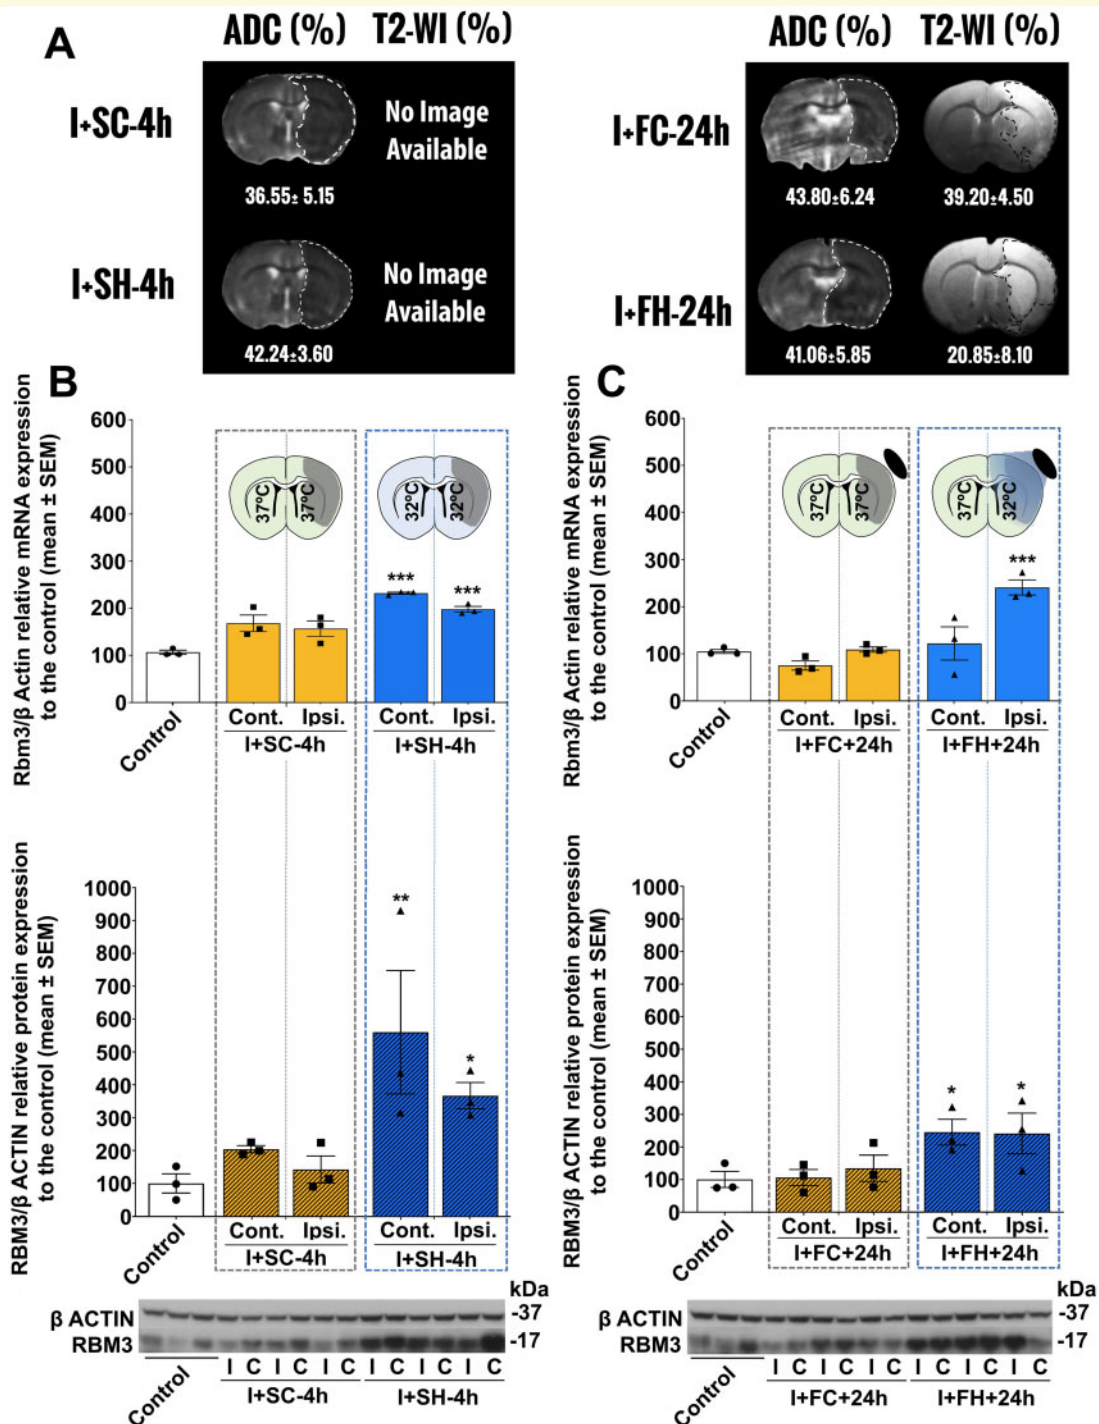 A
ADC (%) T2-WI (%)
I+SC-4h
No Image
Available
36.55± 5.15
I+SH-4h
No Image
Available
42.24±3.60
ADC (%) T2-WI (%)
I+FC-24h
43.80±6.24 39.20±4.50
I+FH-24h
41.06±5.85 20.85±8.10
B
Rbm3/β Actin relative mRNA expression
to the control (mean ± SEM)
600
500
400
300
200
100
0
37ºC 37ºC
32ºC 32ºC
*** ***
Control
Cont. Ipsi. Cont. Ipsi.
I+SC-4h I+SH-4h
RBM3/β ACTIN relative protein expression
to the control (mean ± SEM)
1000
900
800
700
600
500
400
300
200
100
0
** *
Control
Cont. Ipsi. Cont. Ipsi.
I+SC-4h I+SH-4h
kDa
β ACTIN -37
RBM3 -17
I C I C I C I C I C I C
Control I+SC-4h I+SH-4h
C
Rbm3/β Actin relative mRNA expression
to the control (mean ± SEM)
600
500
400
300
200
100
0
37ºC 37ºC
37ºC 32ºC
***
Control
Cont. Ipsi. Cont. Ipsi.
I+FC+24h I+FH+24h
RBM3/β ACTIN relative protein expression
to the control (mean ± SEM)
1000
900
800
700
600
500
400
300
200
100
0
* *
Control
Cont. Ipsi. Cont. Ipsi.
I+FC+24h I+FH+24h
kDa
β ACTIN -37
RBM3 -17
I C I C I C I C I C I C
Control I+FC+24h I+FH+24h